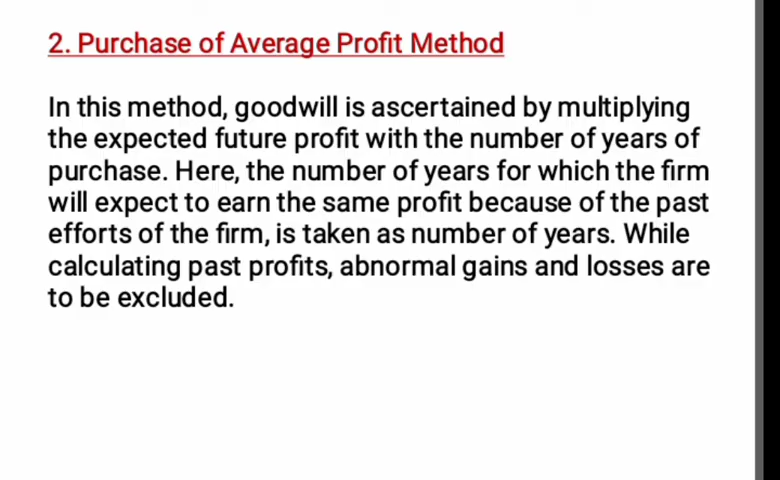 2. Purchase of Average Profit Method
In this method, goodwill is ascertained by multiplying
the expected future profit with the number of years of
purchase. Here, the number of years for which the firm
will expect to earn the same profit because of the past
efforts of the firm, is taken as number of years. While
calculating past profits, abnormal gains and losses are
to be excluded.